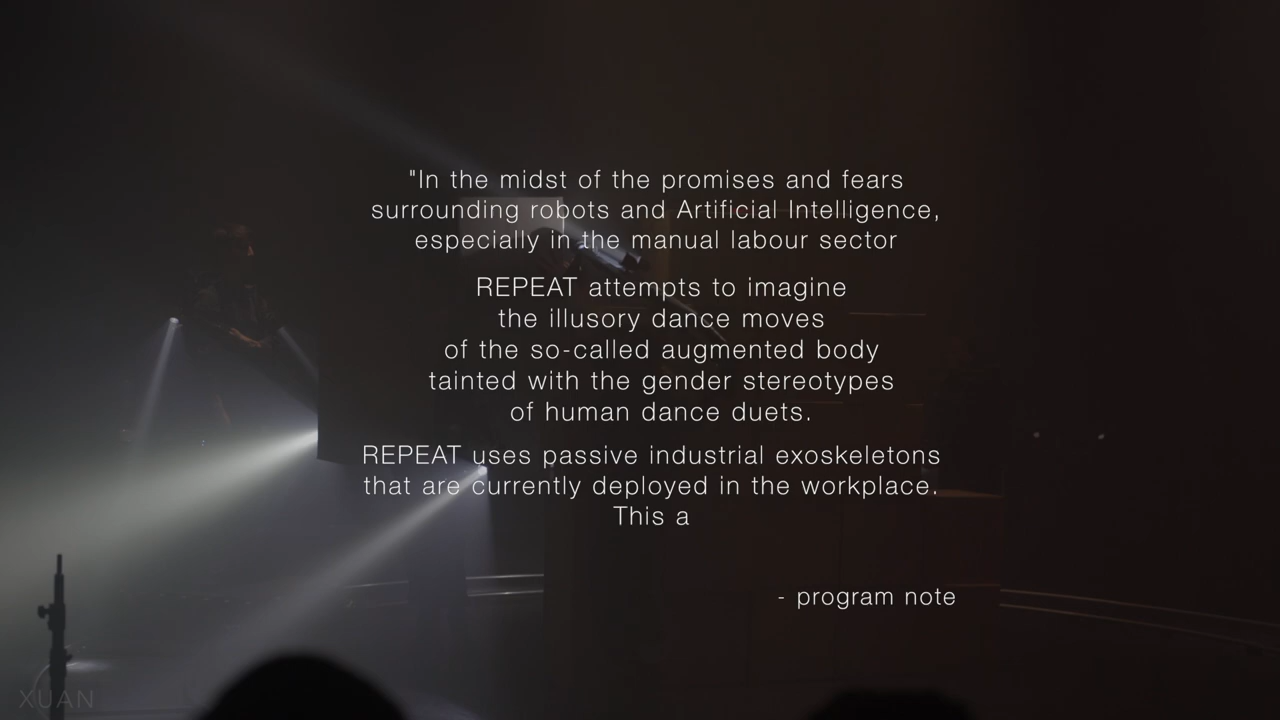 "In the midst of the promises and fears
surrounding robots and Artificial Intelligence,
especially in the manual labour sector
REPEAT attempts to imagine
the illusory dance moves
of the so-called augmented body
tainted with the gender stereotypes
of human dance duets.
REPEAT uses passive industrial exoskeletons
that are currently deployed in the workplace.
This a
- program note
XUAN